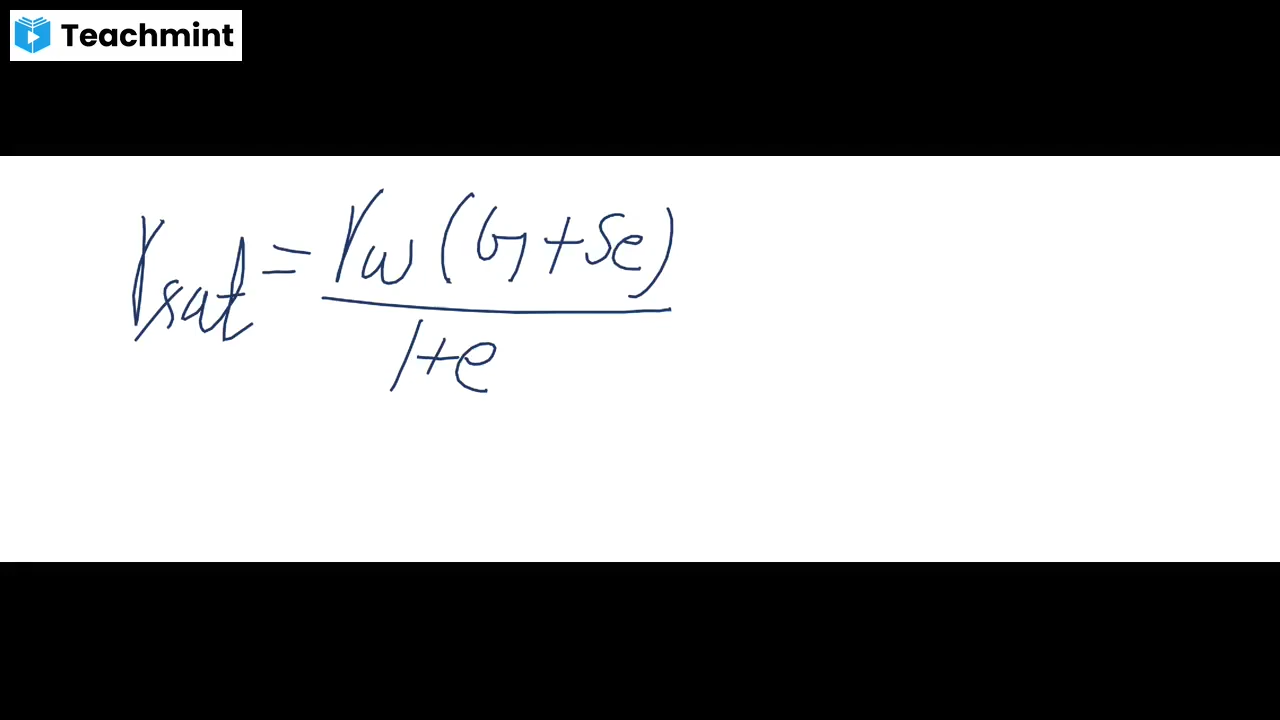 Teachmint
γsat = γw (G + Se)
1+e